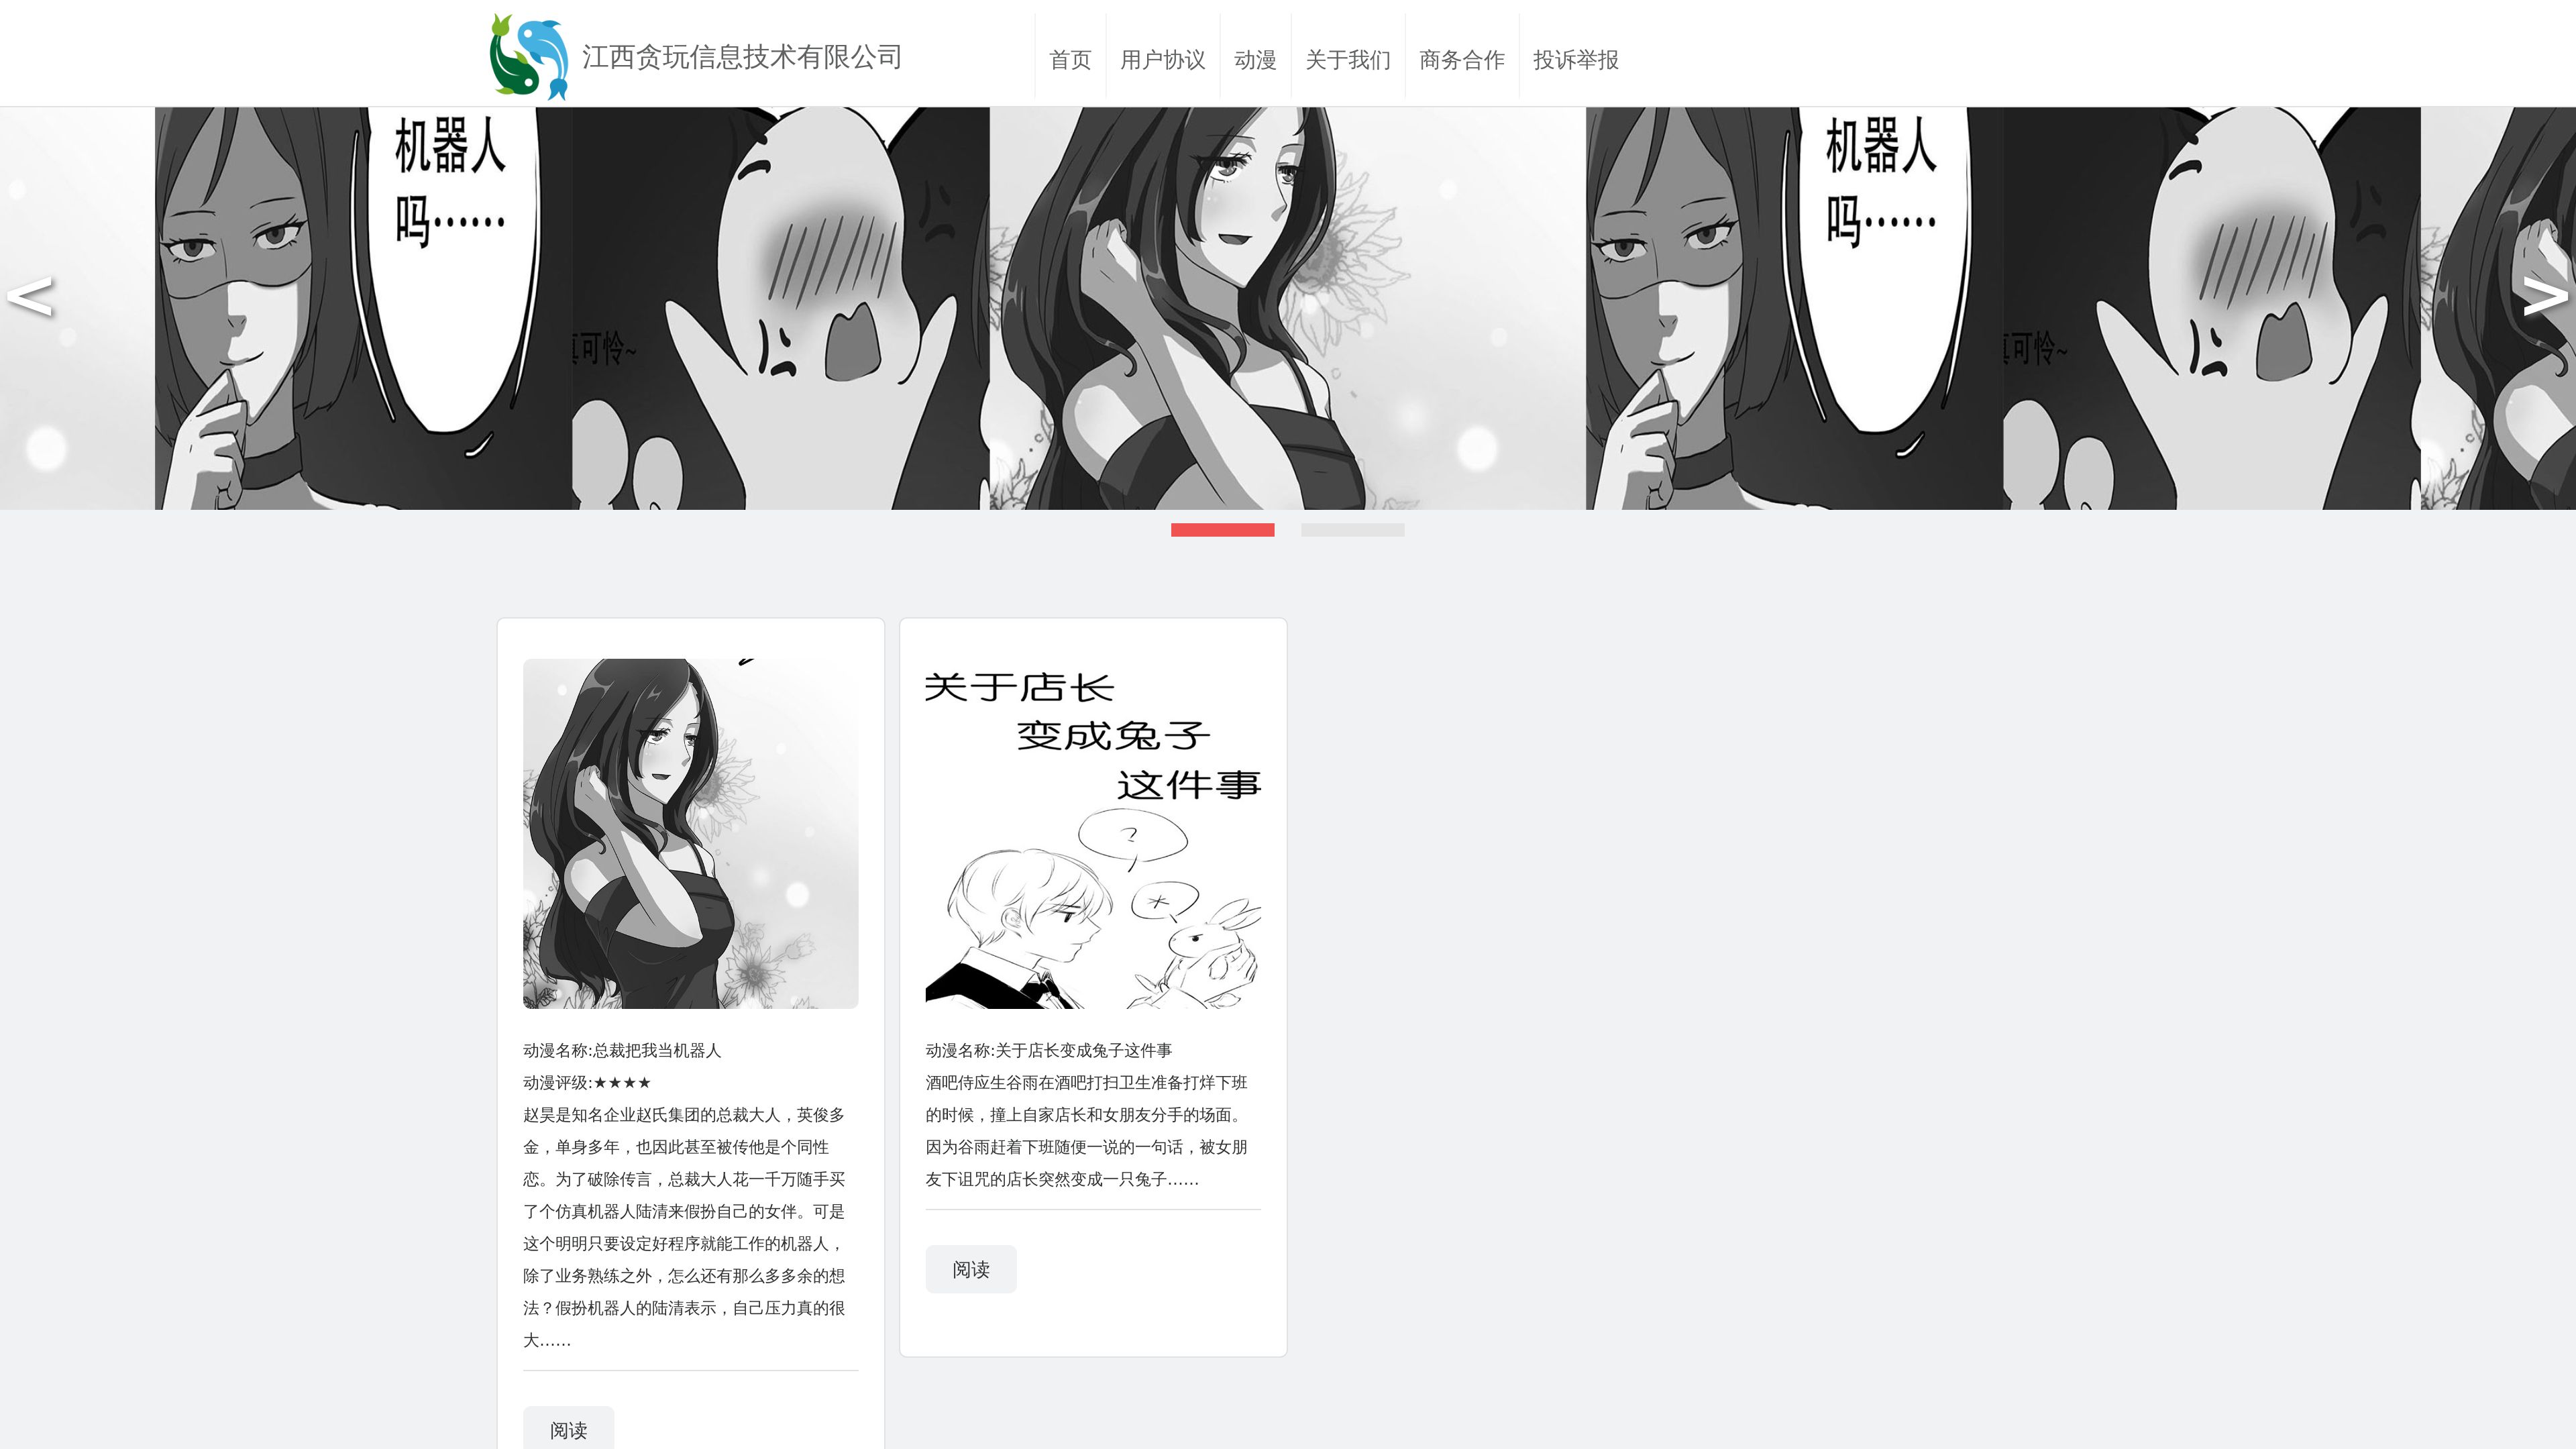 江西贪玩信息技术有限公司
首页
用户协议
动漫
关于我们
商务合作
投诉举报
机器人
吗……
真可怜~
机器人
吗……
真可怜~
<
>
关于店长
变成兔子
这件事
?
动漫名称:总裁把我当机器人
动漫评级:★★★★
赵昊是知名企业赵氏集团的总裁大人，英俊多
金，单身多年，也因此甚至被传他是个同性
恋。为了破除传言，总裁大人花一千万随手买
了个仿真机器人陆清来假扮自己的女伴。可是
这个明明只要设定好程序就能工作的机器人，
除了业务熟练之外，怎么还有那么多多余的想
法？假扮机器人的陆清表示，自己压力真的很
大……
阅读
动漫名称:关于店长变成兔子这件事
酒吧侍应生谷雨在酒吧打扫卫生准备打烊下班
的时候，撞上自家店长和女朋友分手的场面。
因为谷雨赶着下班随便一说的一句话，被女朋
友下诅咒的店长突然变成一只兔子……
阅读